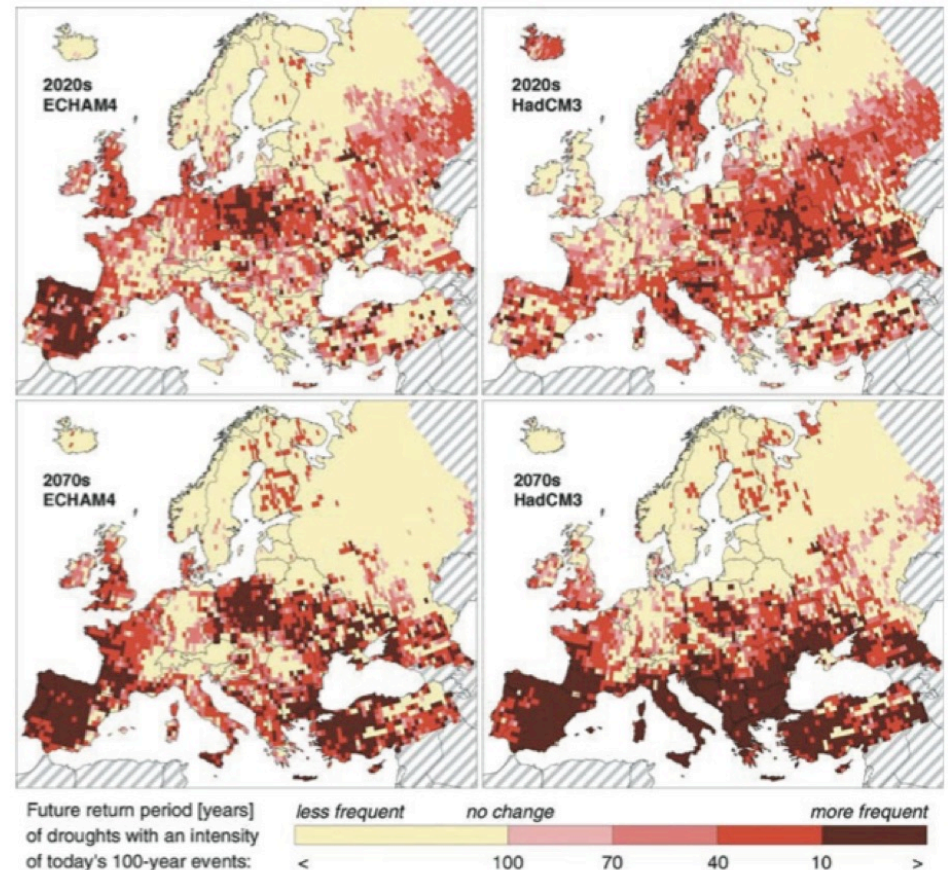 2020s
ECHAM4
2020s
HadCM3
2070s
ECHAM4
2070s
HadCM3
Future return period [years]
of droughts with an intensity
of today's 100-year events:
less frequent no change more frequent
< 100 70 40 10 >